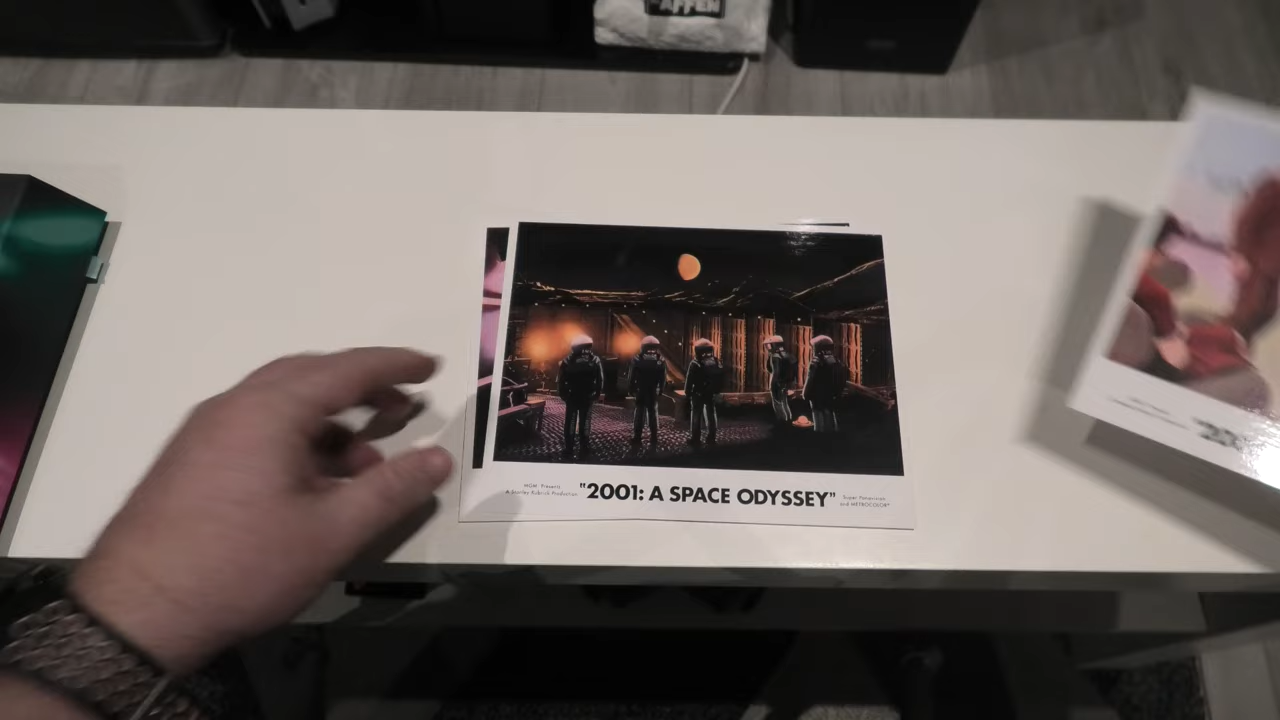 AFFEN
MGM Presents
A Stanley Kubrick Production
"2001: A SPACE ODYSSEY"
Super Panavision
and METROCOLOR®